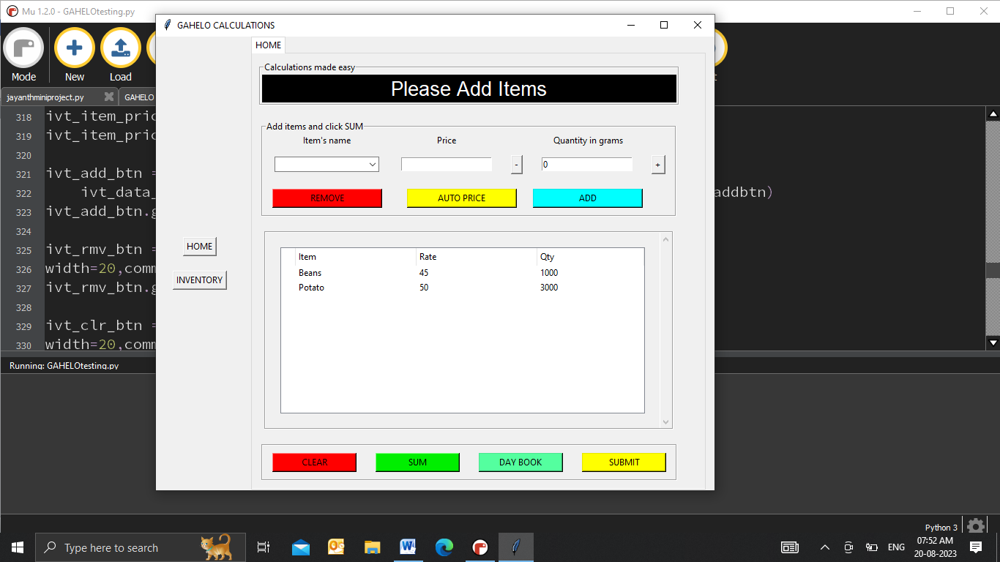 Mu 1.2.0 - GAHELOtesting.py
GAHELO CALCULATIONS
HOME
Mode
New
Load
jayanthminiproject.py
GAHELO
Calculations made easy
Please Add Items
Add items and click SUM
Item's name Price Quantity in grams
- 0 +
REMOVE AUTO PRICE ADD
HOME
INVENTORY
Item Rate Qty
Beans 45 1000
Potato 50 3000
CLEAR SUM DAY BOOK SUBMIT
318 ivt_item_pric
319 ivt_item_pric
320
321 ivt_add_btn =
322 ivt_data_ addbtn)
323 ivt_add_btn.g
324
325 ivt_rmv_btn =
326 width=20,comm
327 ivt_rmv_btn.g
328
329 ivt_clr_btn =
330 width=20,comm
Running: GAHELOtesting.py
Python 3
Type here to search
ENG
07:52 AM
20-08-2023